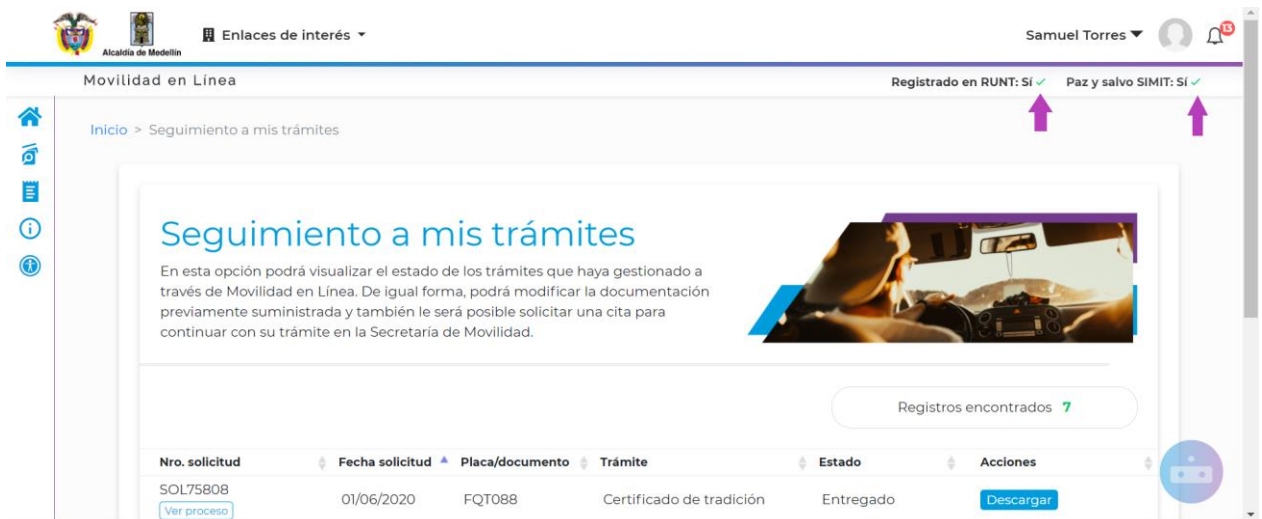 Alcaldía de Medellín
Enlaces de interés
Samuel Torres
13
Movilidad en Línea
Registrado en RUNT: Sí ✓ Paz y salvo SIMIT: Sí ✓
Inicio > Seguimiento a mis trámites
Seguimiento a mis trámites
En esta opción podrá visualizar el estado de los trámites que haya gestionado a
través de Movilidad en Línea. De igual forma, podrá modificar la documentación
previamente suministrada y también le será posible solicitar una cita para
continuar con su trámite en la Secretaría de Movilidad.
Registros encontrados 7
Nro. solicitud Fecha solicitud Placa/documento Trámite Estado Acciones
SOL75808 01/06/2020 FQT088 Certificado de tradición Entregado Descargar
Ver proceso